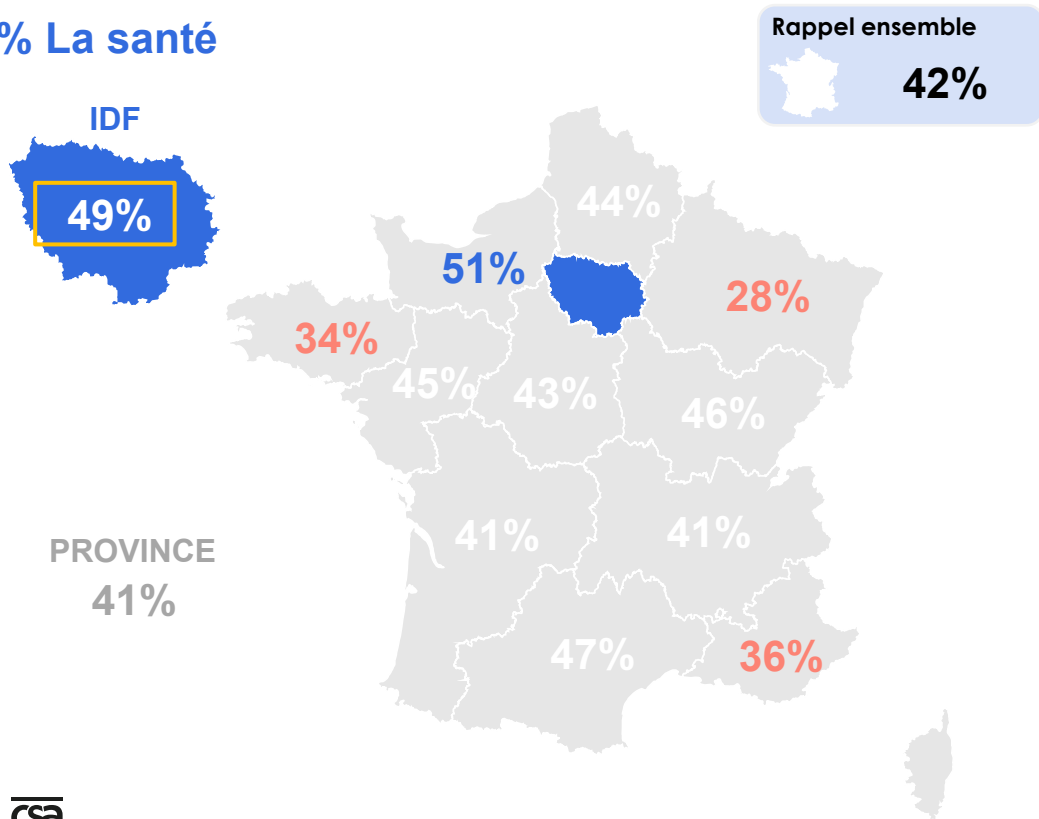 % La santé
Rappel ensemble
42%
IDF
49%
44%
51%
28%
34%
45%
43%
46%
41%
41%
PROVINCE
41%
47%
36%
csa